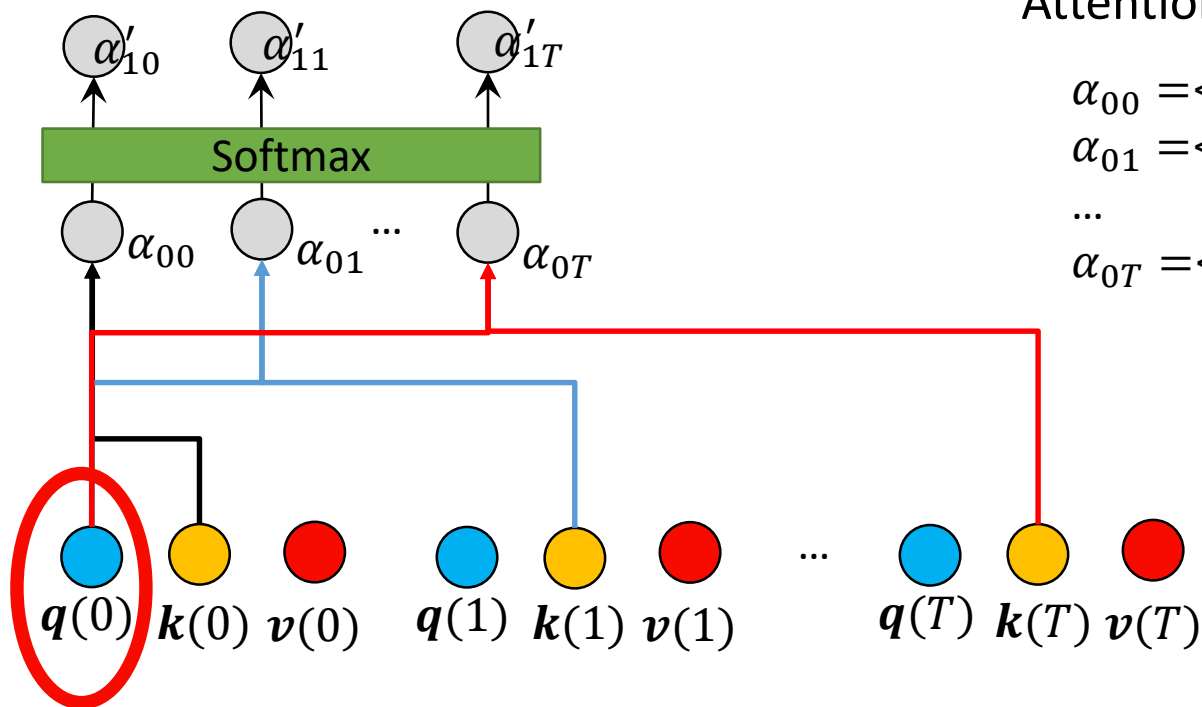 Attention
α′₁₀ α′₁₁ α′₁T
α₀₀ =<
Softmax
α₀₁ =<
...
α₀₀ α₀₁ ... α₀T
α₀T =<
...
q(0) k(0) v(0) q(1) k(1) v(1) q(T) k(T) v(T)